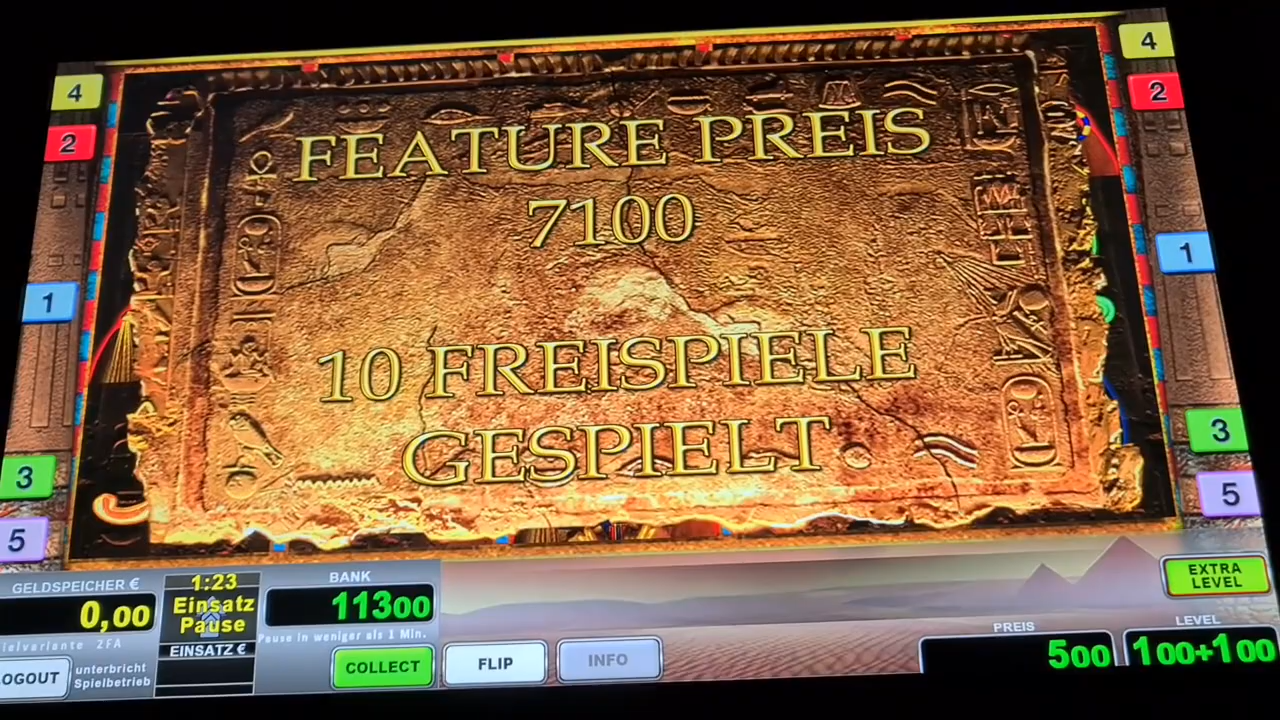 FEATURE PREIS
7100
10 FREISPIELE
GESPIELT
4
2
1
3
5
4
2
1
3
5
GELDSPEICHER €
0,00
1:23
Einsatz
Pause
BANK
11300
Pause in weniger als 1 Min.
ielvariante ZFA
EINSATZ €
OGOUT
unterbricht
Spielbetrieb
COLLECT
FLIP
INFO
EXTRA
LEVEL
PREIS
500
LEVEL
100+100